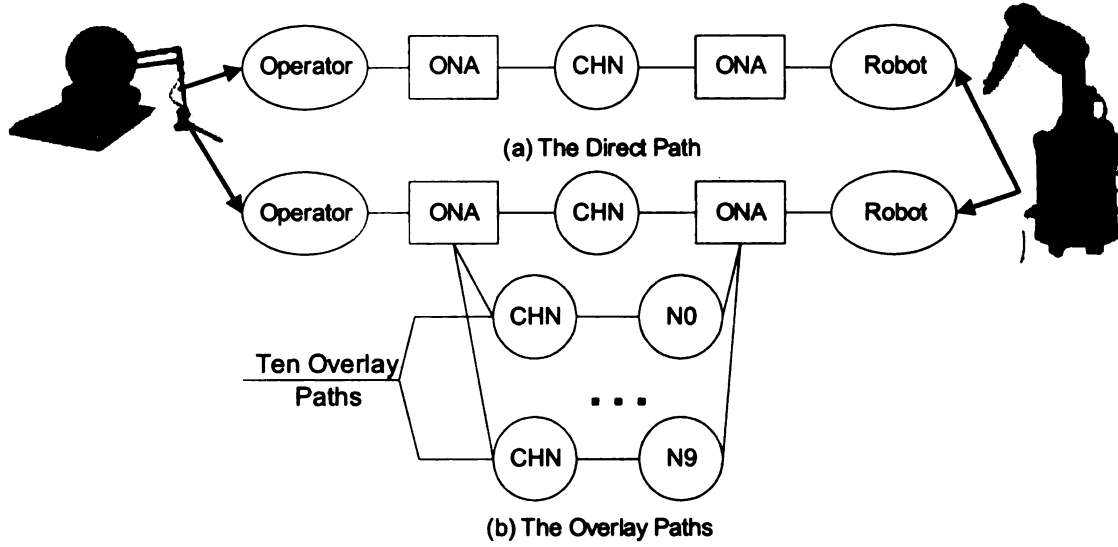 Operator ONA CHN ONA Robot
(a) The Direct Path
Operator ONA CHN ONA Robot
CHN N0
Ten Overlay
Paths
. . .
CHN N9
(b) The Overlay Paths